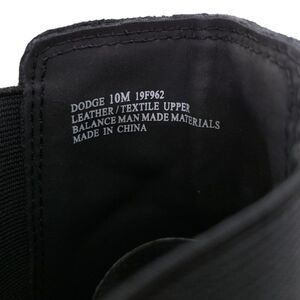 DODGE 10M 19F962
LEATHER/TEXTILE UPPER
BALANCE MAN MADE MATERIALS
MADE IN CHINA